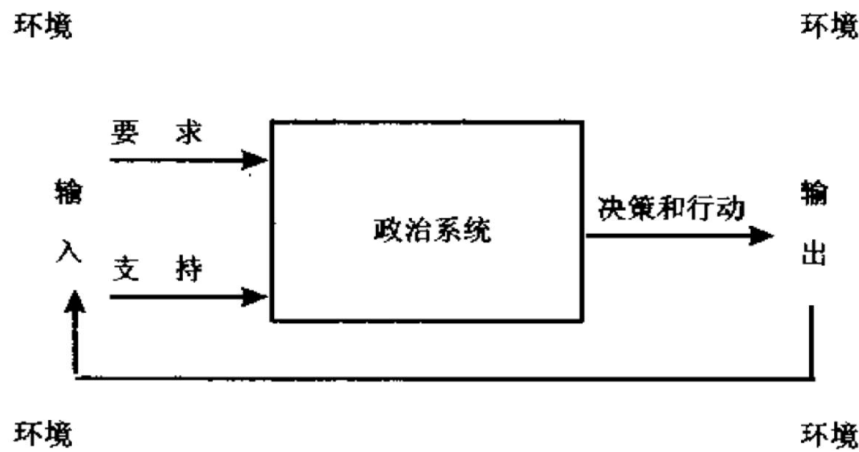 环境 环境
要 求
输入
政治系统
决策和行动
输出
支 持
环境 环境